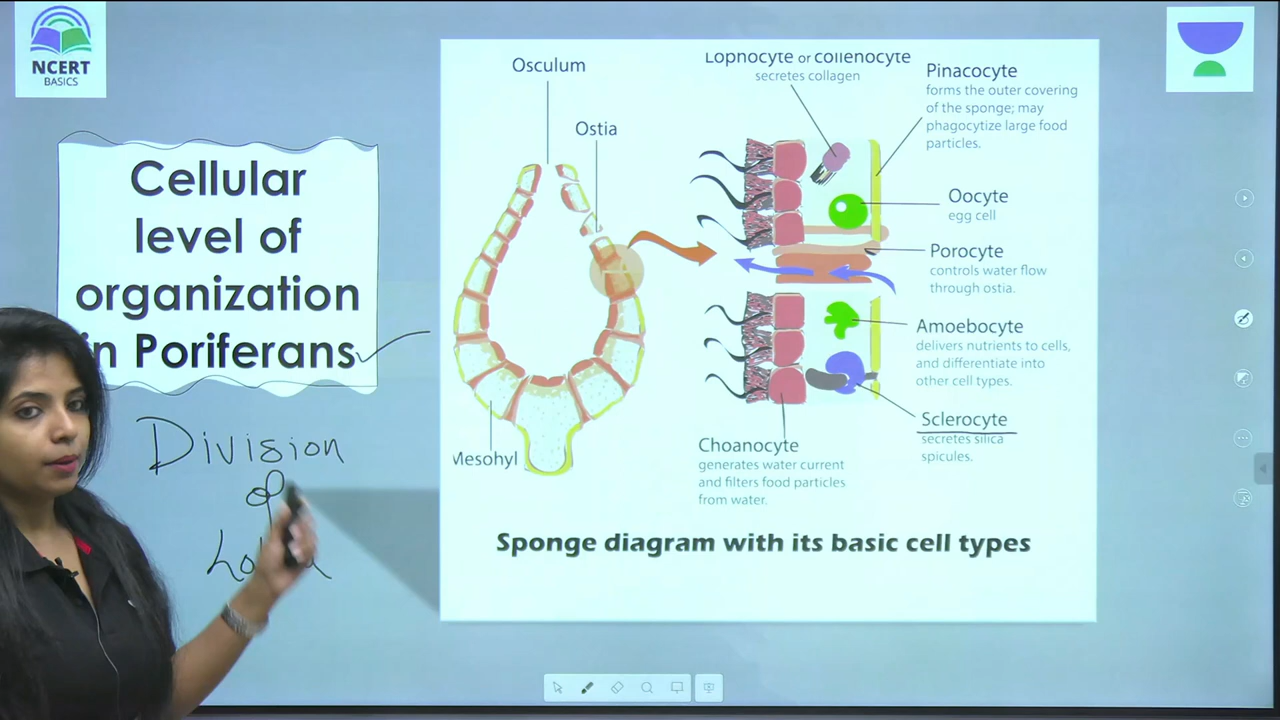 NCERT
BASICS
Cellular
level of
organization
in Poriferans
Division
of
Osculum
Ostia
Mesohyl
Lophocyte or collenocyte
secretes collagen
Pinacocyte
forms the outer covering
of the sponge; may
phagocytize large food
particles.
Oocyte
egg cell
Porocyte
controls water flow
through ostia.
Amoebocyte
delivers nutrients to cells,
and differentiate into
other cell types.
Sclerocyte
secretes silica
spicules.
Choanocyte
generates water current
and filters food particles
from water.
Sponge diagram with its basic cell types